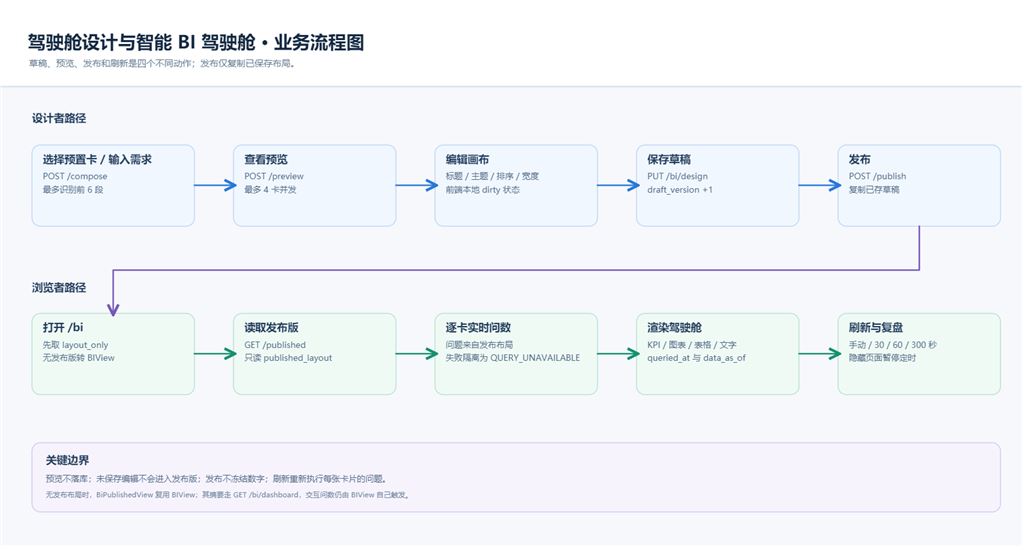 驾驶舱设计与智能 BI 驾驶舱・业务流程图
草稿、预览、发布和刷新是四个不同动作；发布仅复制已保存布局。
设计者路径
选择预置卡 / 输入需求
POST /compose
最多识别前 6 段
查看预览
POST /preview
最多 4 卡并发
编辑画布
标题 / 主题 / 排序 / 宽度
前端本地 dirty 状态
保存草稿
PUT /bi/design
draft_version +1
发布
POST /publish
复制已存草稿
浏览者路径
打开 /bi
先取 layout_only
无发布版转 BIView
读取发布版
GET /published
只读 published_layout
逐卡实时问数
问题来自发布布局
失败隔离为 QUERY_UNAVAILABLE
渲染驾驶舱
KPI / 图表 / 表格 / 文字
queried_at 与 data_as_of
刷新与复盘
手动 / 30 / 60 / 300 秒
隐藏页面暂停定时
关键边界
预览不落库；未保存编辑不会进入发布版；发布不冻结数字；刷新重新执行每张卡片的问题。
无发布布局时，BiPublishedView 复用 BIView；其摘要走 GET /bi/dashboard，交互问数仍由 BIView 自己触发。